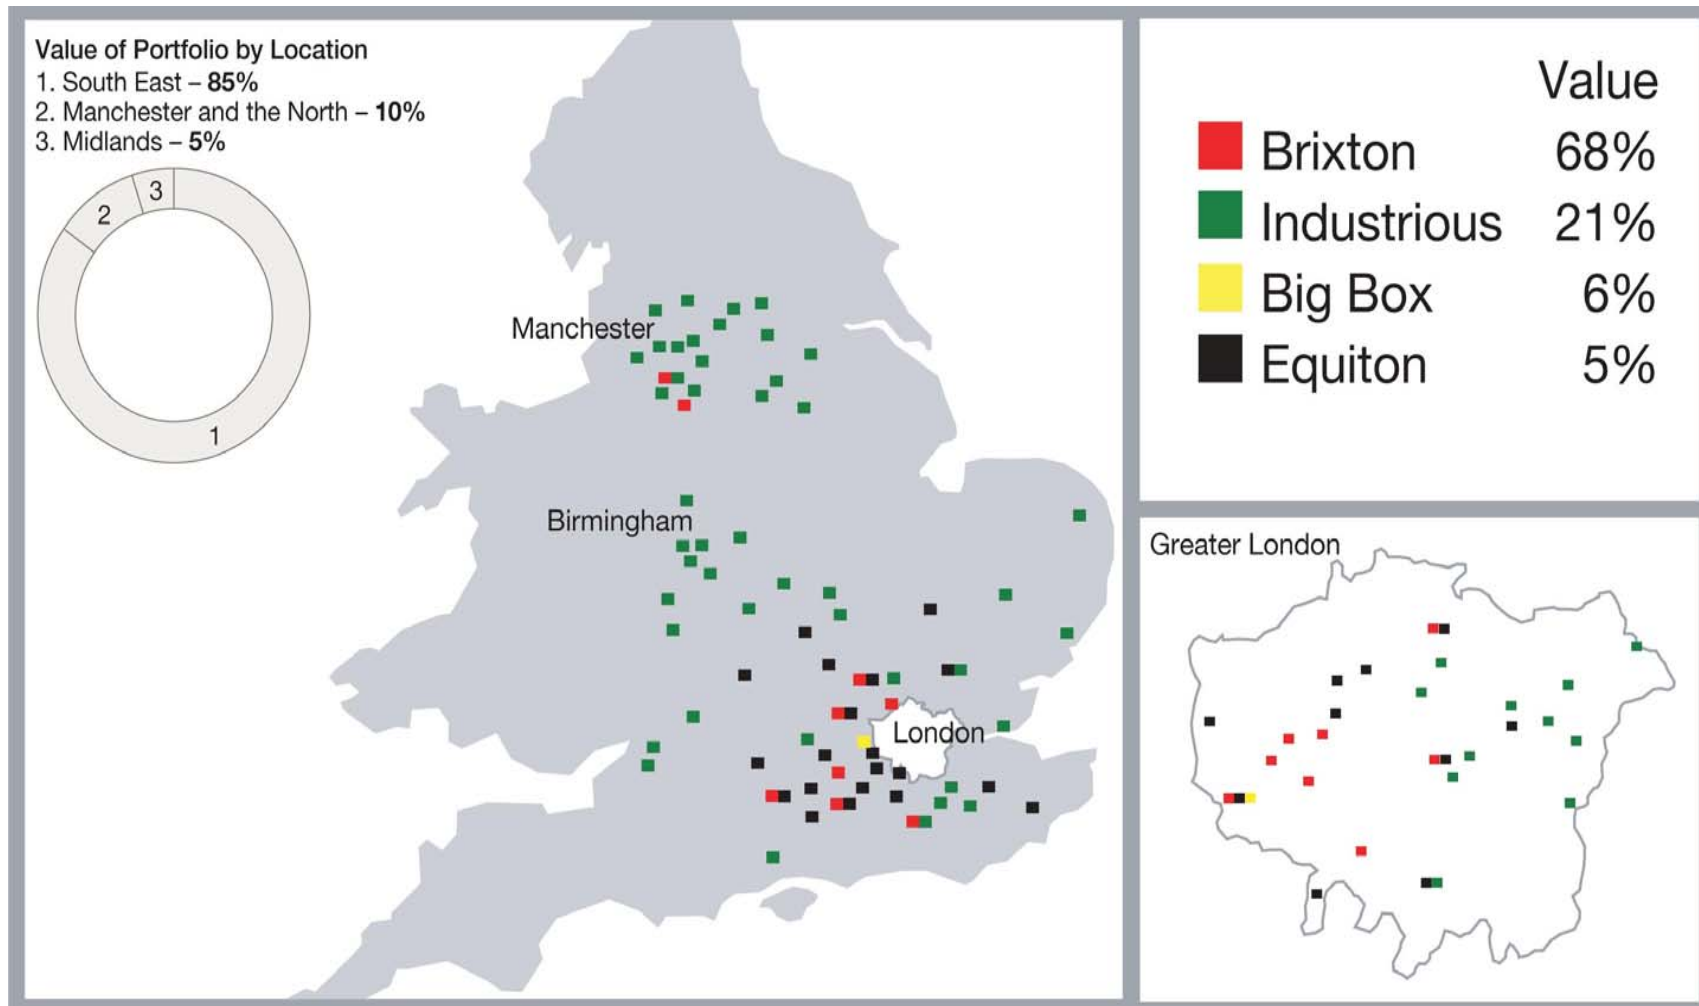 Value of Portfolio by Location
1. South East – 85%
2. Manchester and the North – 10%
3. Midlands – 5%
3
2
1
Manchester
Birmingham
London
Value
Brixton 68%
Industrious 21%
Big Box 6%
Equiton 5%
Greater London